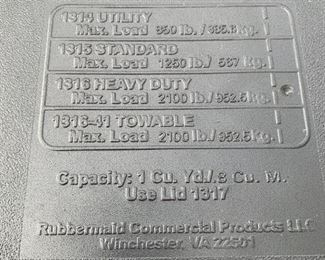 1314 UTILITY
Max. Load 850 lb./385.6 kg.
1315 STANDARD
Max. Load 1250 lb./567 kg.
1316 HEAVY DUTY
Max. Load 2100 lb./952.5 kg.
1316-41 TOWABLE
Max. Load 2100 lb./952.5 kg.
Capacity: 1 Cu. Yd./.8 Cu. M.
Use Lid 1317
Rubbermaid Commercial Products LLC
Winchester, VA 22601